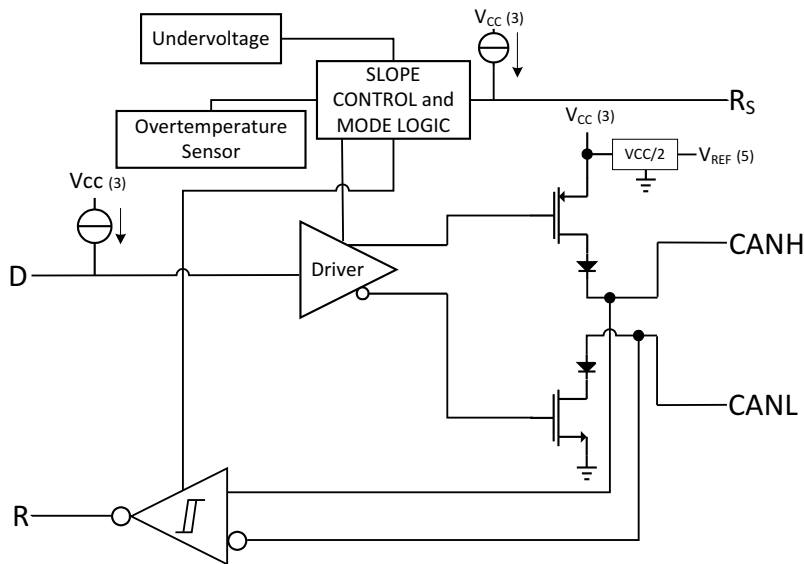 Undervoltage
VCC (3)
SLOPE
CONTROL and
MODE LOGIC
RS
Overtemperature
Sensor
VCC (3)
VCC/2
VREF (5)
Vcc (3)
D
Driver
CANH
CANL
R